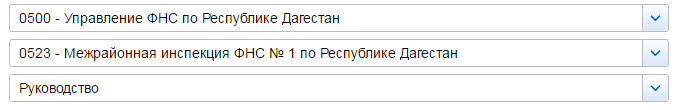 0500 - Управление ФНС по Республике Дагестан
0523 - Межрайонная инспекция ФНС № 1 по Республике Дагестан
Руководство